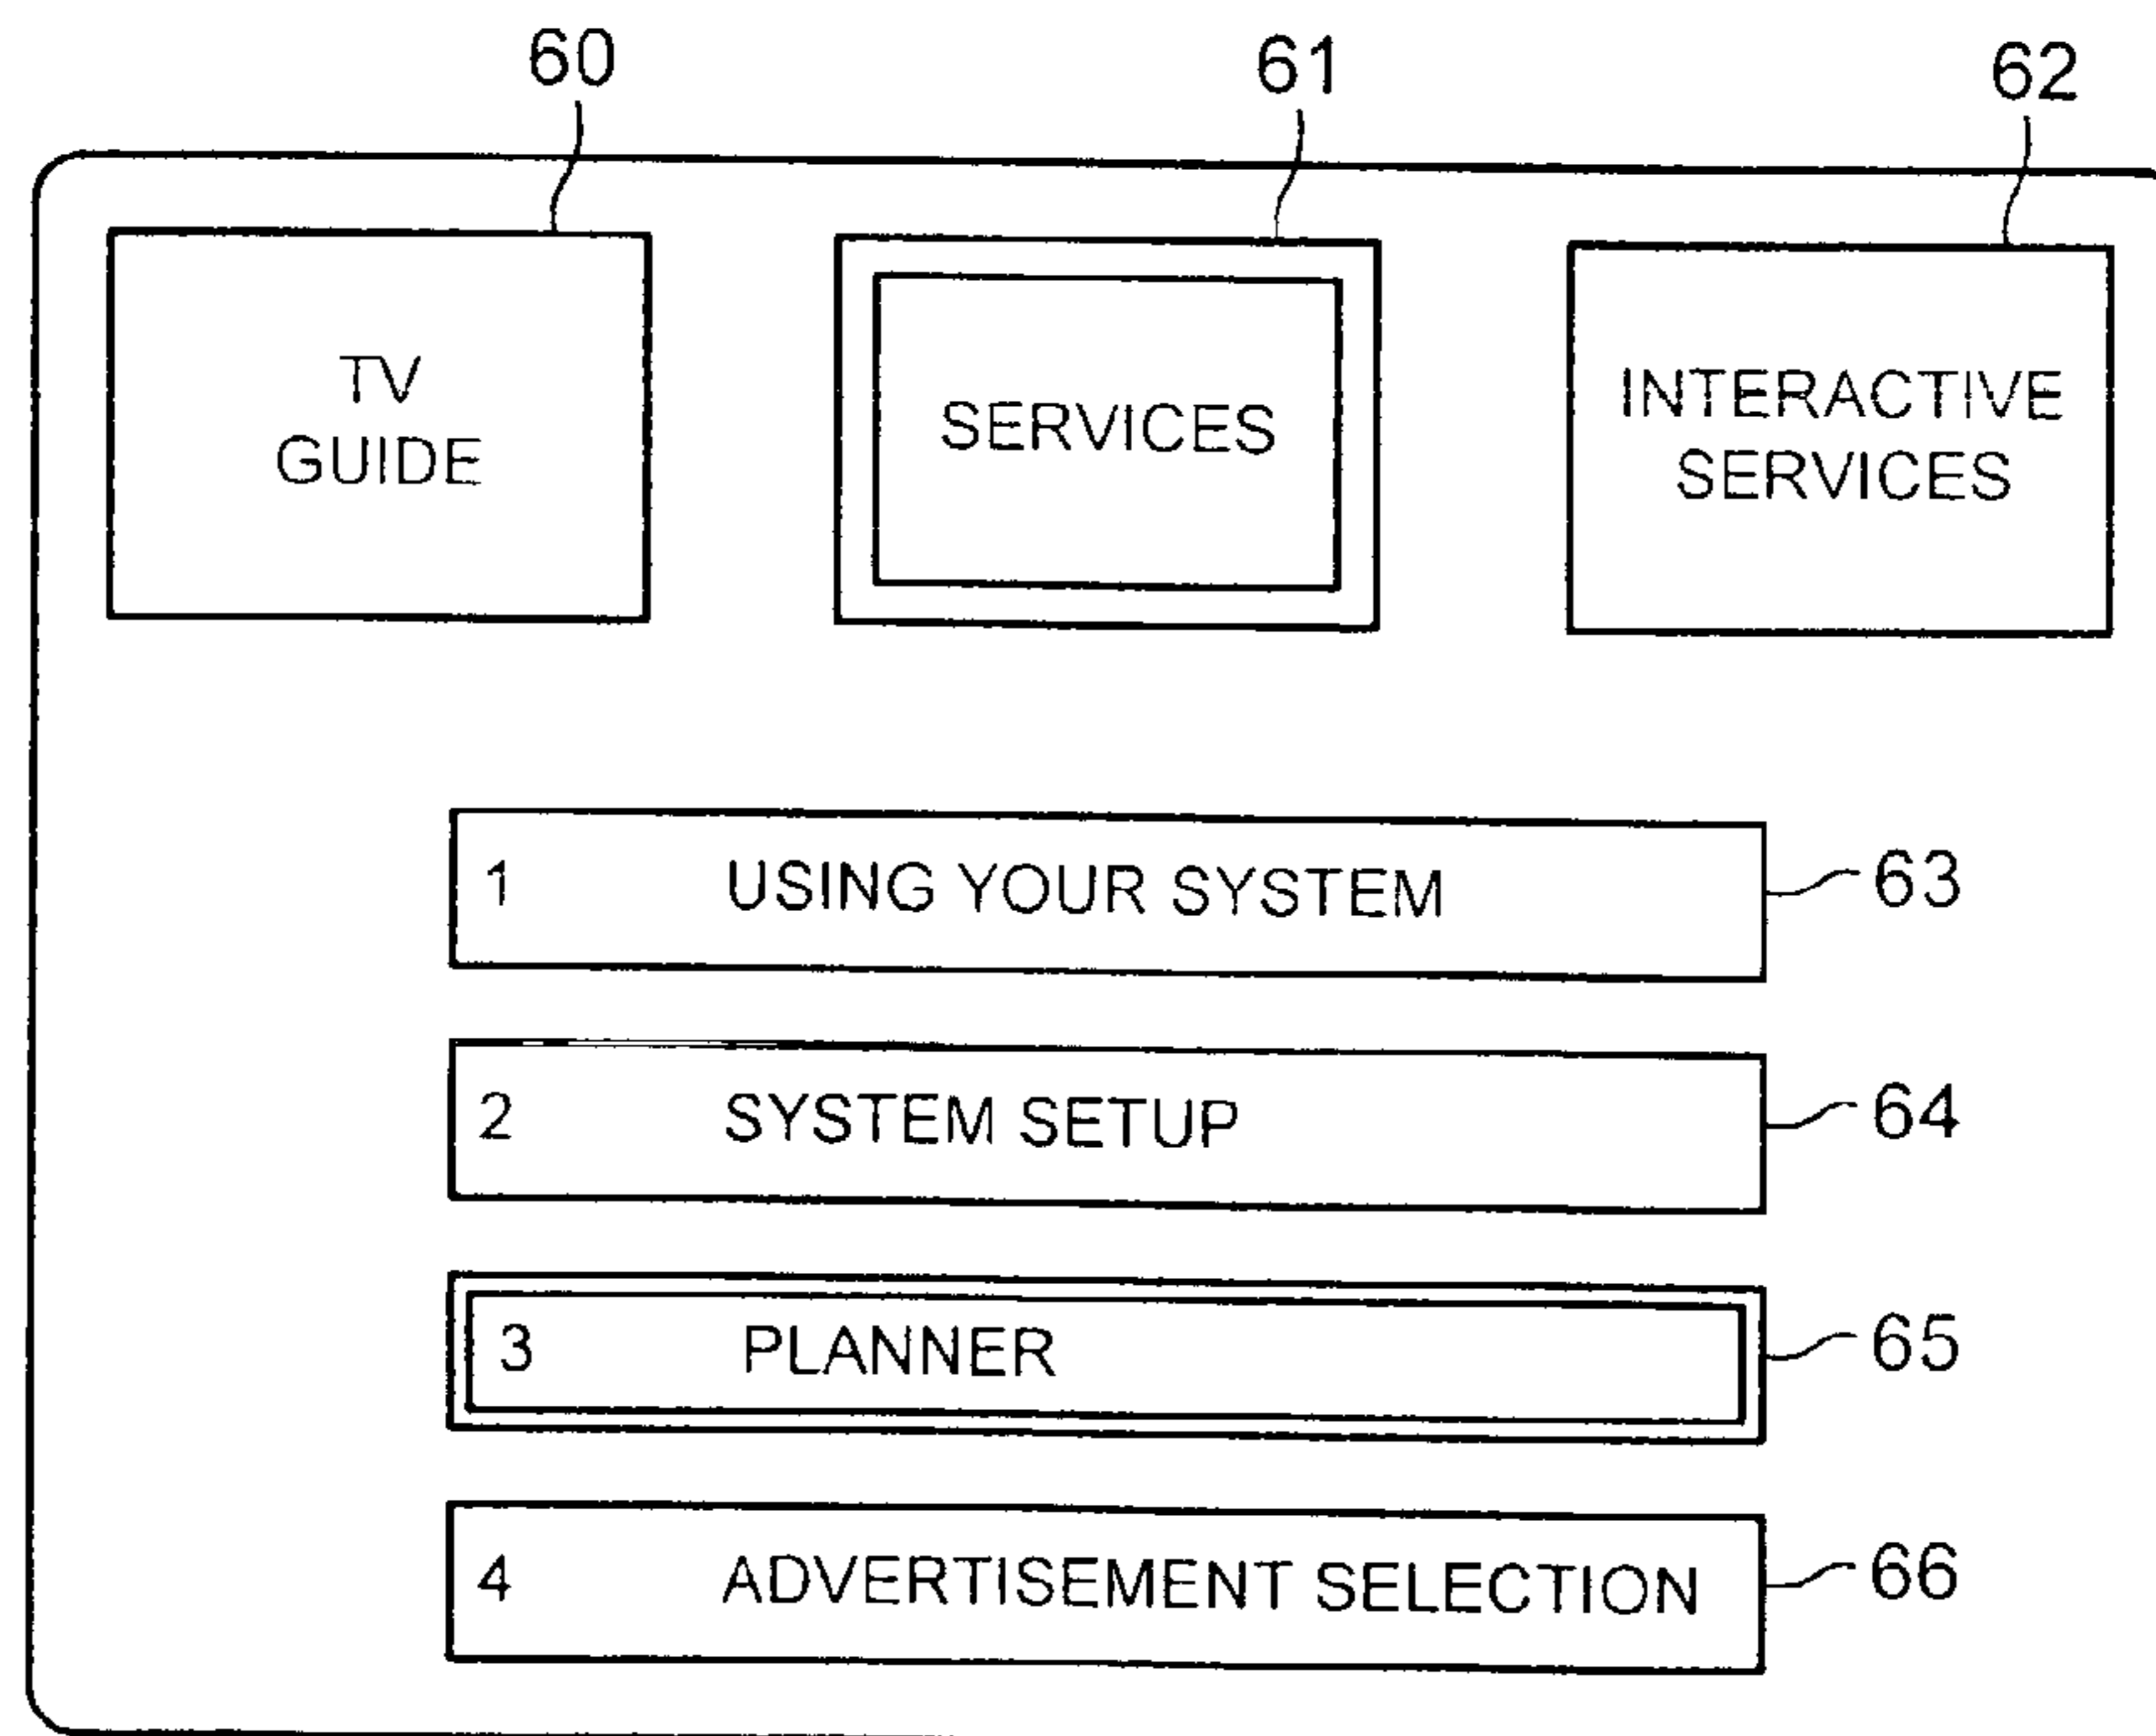 60
61
62
TV
GUIDE
SERVICES
INTERACTIVE
SERVICES
1 USING YOUR SYSTEM
63
2 SYSTEM SETUP
64
3 PLANNER
65
4 ADVERTISEMENT SELECTION
66